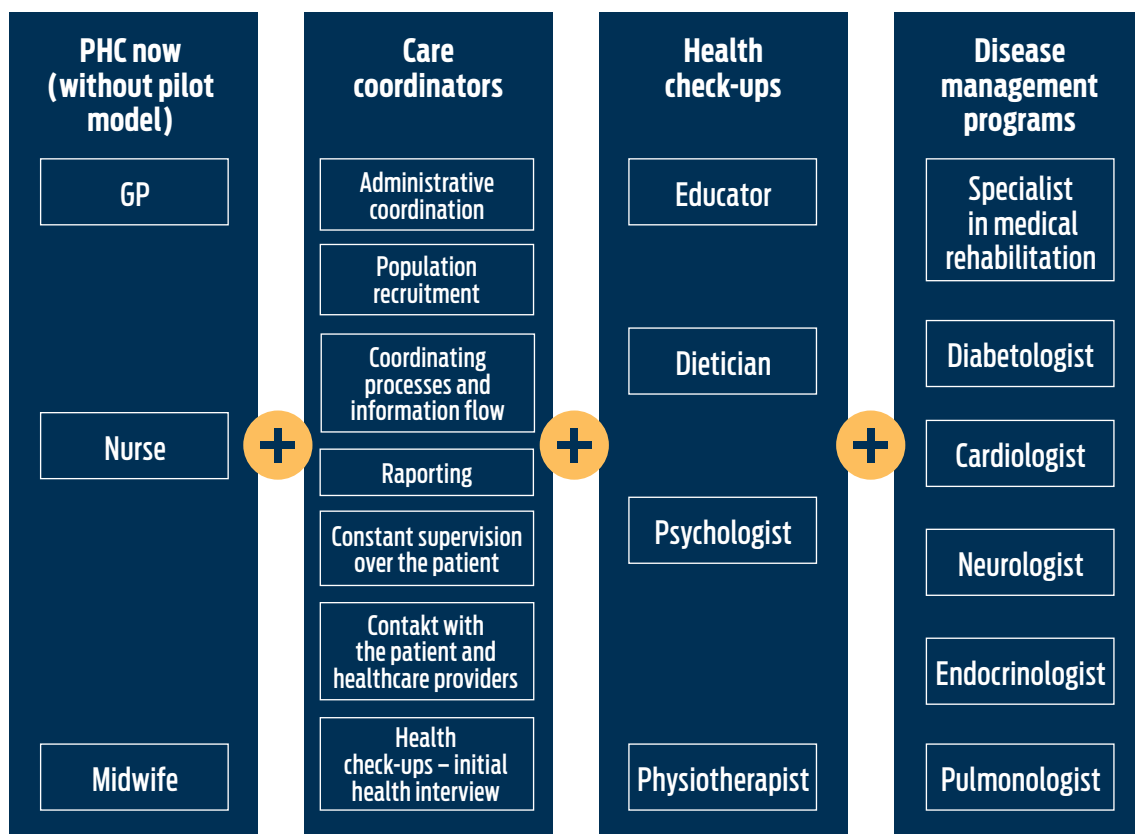 PHC now
(without pilot
model)
GP
Nurse
Midwife
+
Care
coordinators
Administrative
coordination
Population
recruitment
Coordinating
processes and
information flow
Raporting
Constant supervision
over the patient
Contakt with
the patient and
healthcare providers
Health
check-ups – initial
health interview
+
Health
check-ups
Educator
Dietician
Psychologist
Physiotherapist
+
Disease
management
programs
Specialist
in medical
rehabilitation
Diabetologist
Cardiologist
Neurologist
Endocrinologist
Pulmonologist